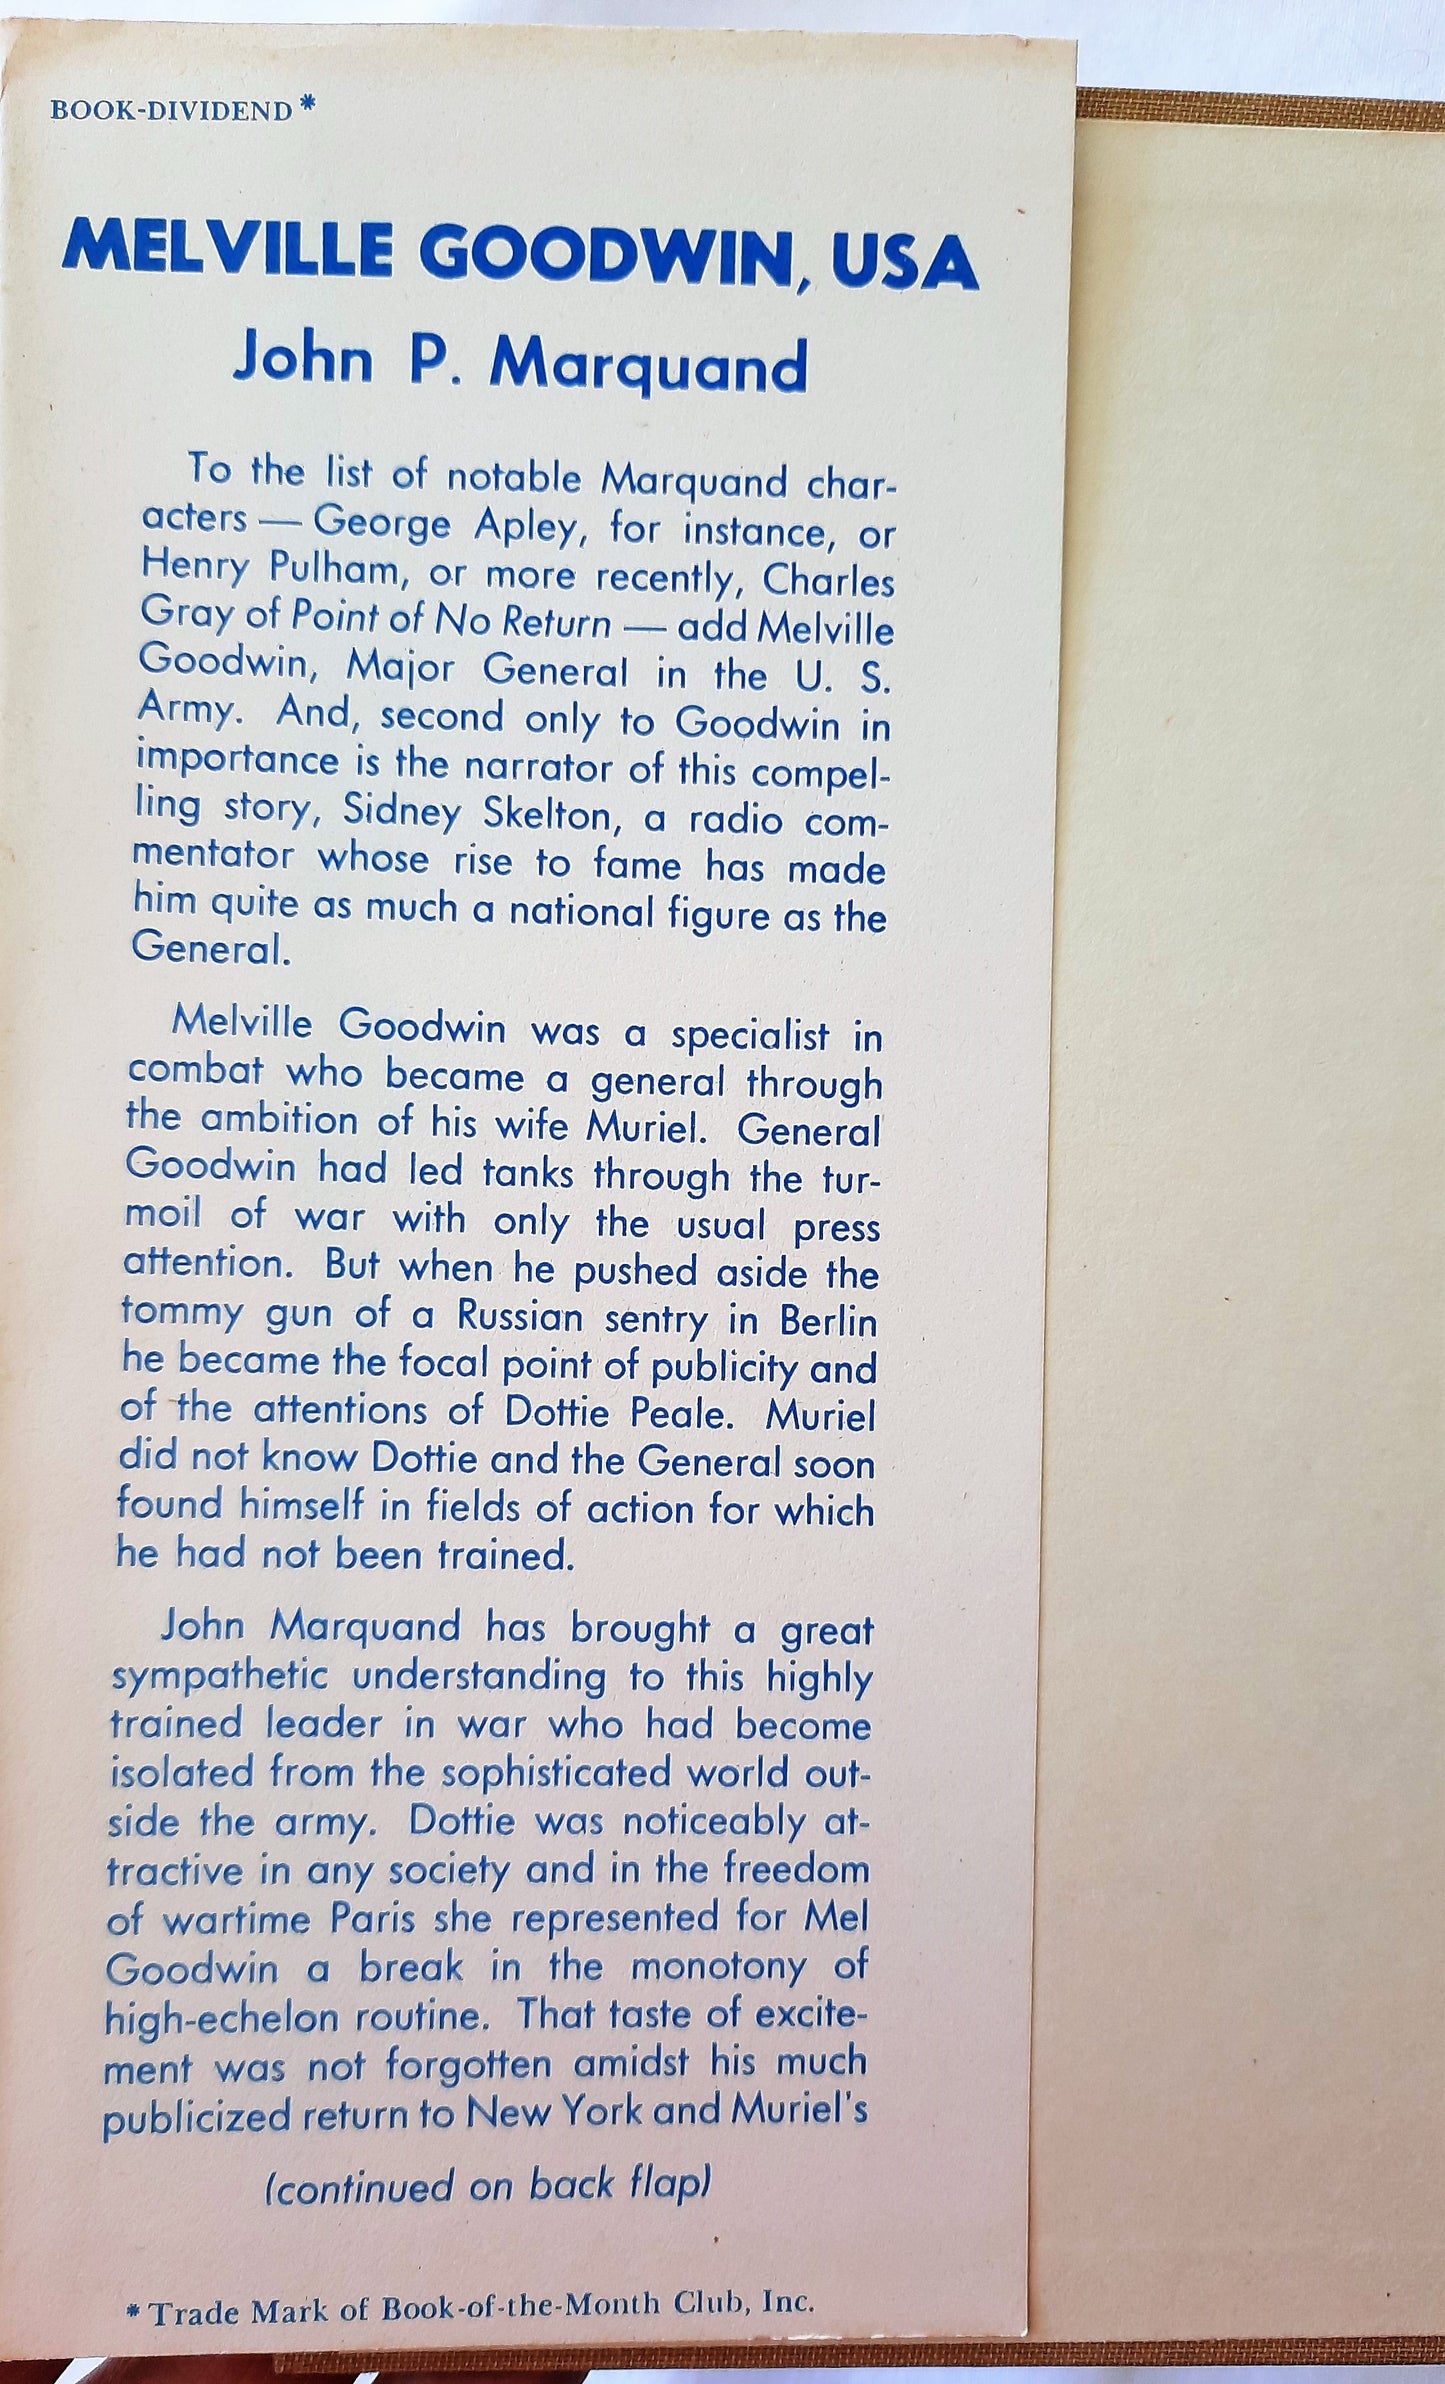 BOOK-DIVIDEND*
MELVILLE GOODWIN, USA
John P. Marquand
To the list of notable Marquand char-
acters — George Apley, for instance, or
Henry Pulham, or more recently, Charles
Gray of Point of No Return — add Melville
Goodwin, Major General in the U. S.
Army. And, second only to Goodwin in
importance is the narrator of this compel-
ling story, Sidney Skelton, a radio com-
mentator whose rise to fame has made
him quite as much a national figure as the
General.
Melville Goodwin was a specialist in
combat who became a general through
the ambition of his wife Muriel. General
Goodwin had led tanks through the tur-
moil of war with only the usual press
attention. But when he pushed aside the
tommy gun of a Russian sentry in Berlin
he became the focal point of publicity and
of the attentions of Dottie Peale. Muriel
did not know Dottie and the General soon
found himself in fields of action for which
he had not been trained.
John Marquand has brought a great
sympathetic understanding to this highly
trained leader in war who had become
isolated from the sophisticated world out-
side the army. Dottie was noticeably at-
tractive in any society and in the freedom
of wartime Paris she represented for Mel
Goodwin a break in the monotony of
high-echelon routine. That taste of excite-
ment was not forgotten amidst his much
publicized return to New York and Muriel's
(continued on back flap)
*Trade Mark of Book-of-the-Month Club, Inc.